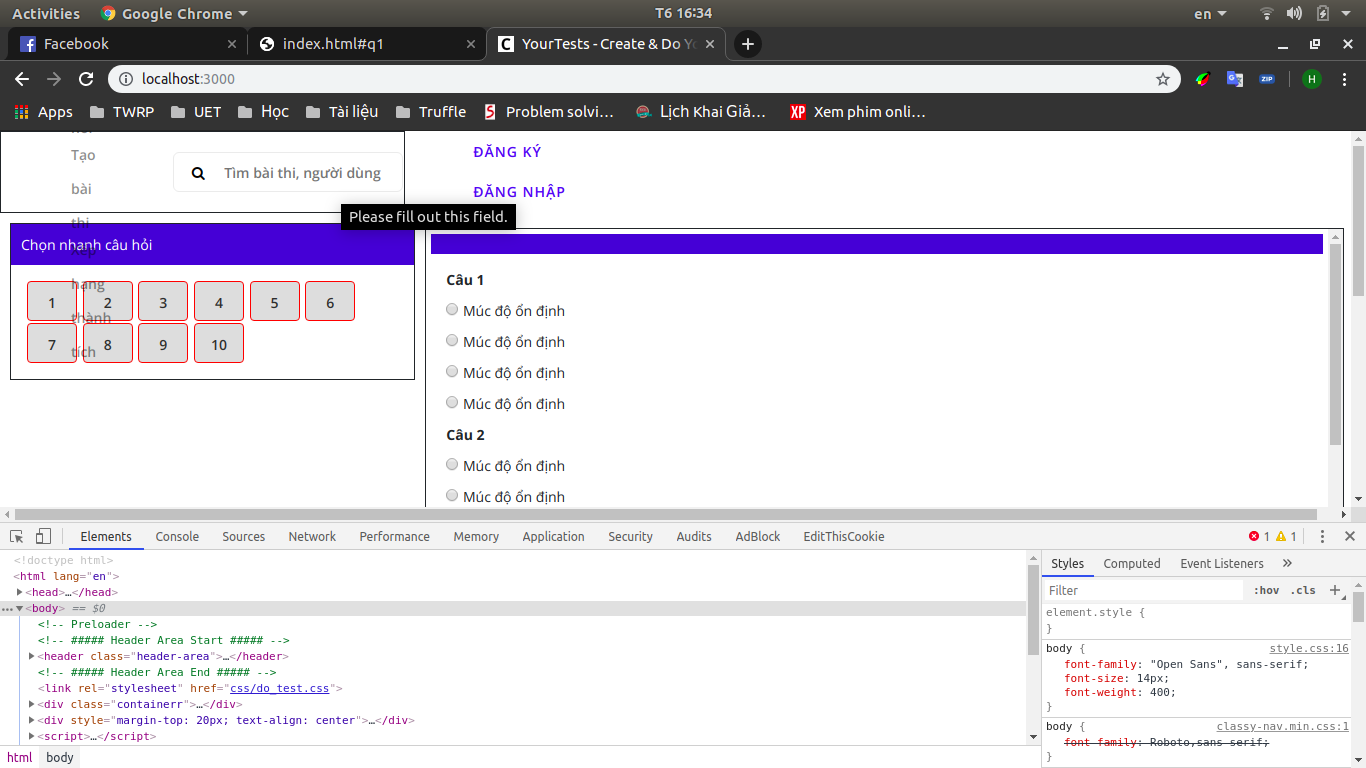 Activities Google Chrome T6 16:34 en
Facebook index.html#q1 YourTests - Create & Do Yo
localhost:3000 ZIP H
Apps TWRP UET Học Tài liệu Truffle Problem solvi... Lịch Khai Giả... XP Xem phim onli...
Tạo
bài
thi
Xếp
hạng
thành
tích
Tìm bài thi, người dùng
ĐĂNG KÝ
ĐĂNG NHẬP
Please fill out this field.
Chọn nhanh câu hỏi
1 2 3 4 5 6
7 8 9 10
Câu 1
Múc độ ổn định
Múc độ ổn định
Múc độ ổn định
Múc độ ổn định
Câu 2
Múc độ ổn định
Múc độ ổn định
Elements Console Sources Network Performance Memory Application Security Audits AdBlock EditThisCookie 1 1
<!doctype html>
<html lang="en">
<head>…</head>
<body> == $0
<!-- Preloader -->
<!-- ##### Header Area Start ##### -->
<header class="header-area">…</header>
<!-- ##### Header Area End ##### -->
<link rel="stylesheet" href="css/do_test.css">
<div class="containerr">…</div>
<div style="margin-top: 20px; text-align: center">…</div>
<script>…</script>
html body
Styles Computed Event Listeners »
Filter :hov .cls +
element.style {
}
body { style.css:16
font-family: "Open Sans", sans-serif;
font-size: 14px;
font-weight: 400;
}
body { classy-nav.min.css:1
font-family: Roboto,sans-serif;
}